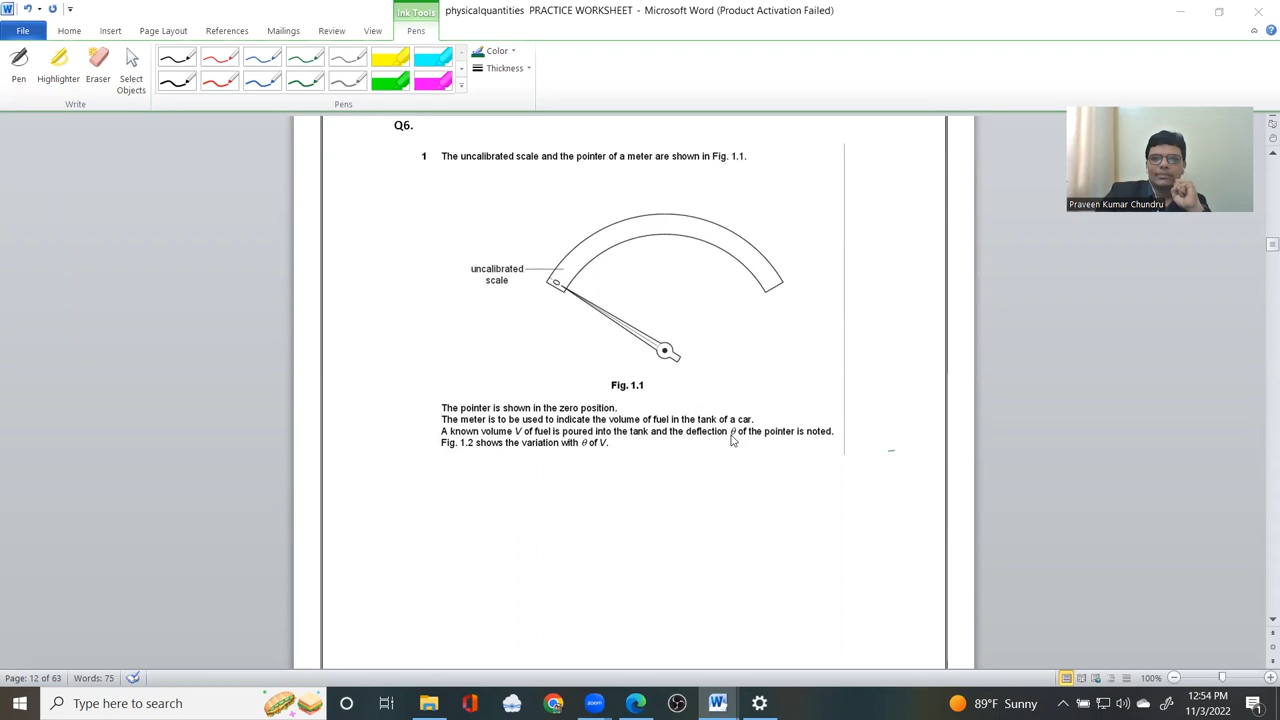 Ink Tools
physicalquantities PRACTICE WORKSHEET - Microsoft Word (Product Activation Failed)
File Home Insert Page Layout References Mailings Review View Pens
Pen Highlighter Eraser Select Objects
Color
Thickness
Write
Pens
Praveen Kumar Chundru
Q6.
1 The uncalibrated scale and the pointer of a meter are shown in Fig. 1.1.
uncalibrated
scale
0
Fig. 1.1
The pointer is shown in the zero position.
The meter is to be used to indicate the volume of fuel in the tank of a car.
A known volume V of fuel is poured into the tank and the deflection θ of the pointer is noted.
Fig. 1.2 shows the variation with θ of V.
Page: 12 of 63 Words: 75
100%
Type here to search
zoom
89°F Sunny
12:54 PM
11/3/2022